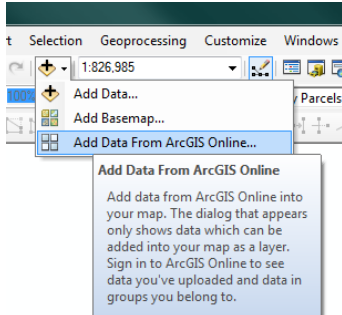 Selection Geoprocessing Customize Windows
1:826,985
100%
Add Data...
Parcels
Add Basemap...
Add Data From ArcGIS Online...
Add Data From ArcGIS Online
Add data from ArcGIS Online into
your map. The dialog that appears
only shows data which can be
added into your map as a layer.
Sign in to ArcGIS Online to see
data you've uploaded and data in
groups you belong to.